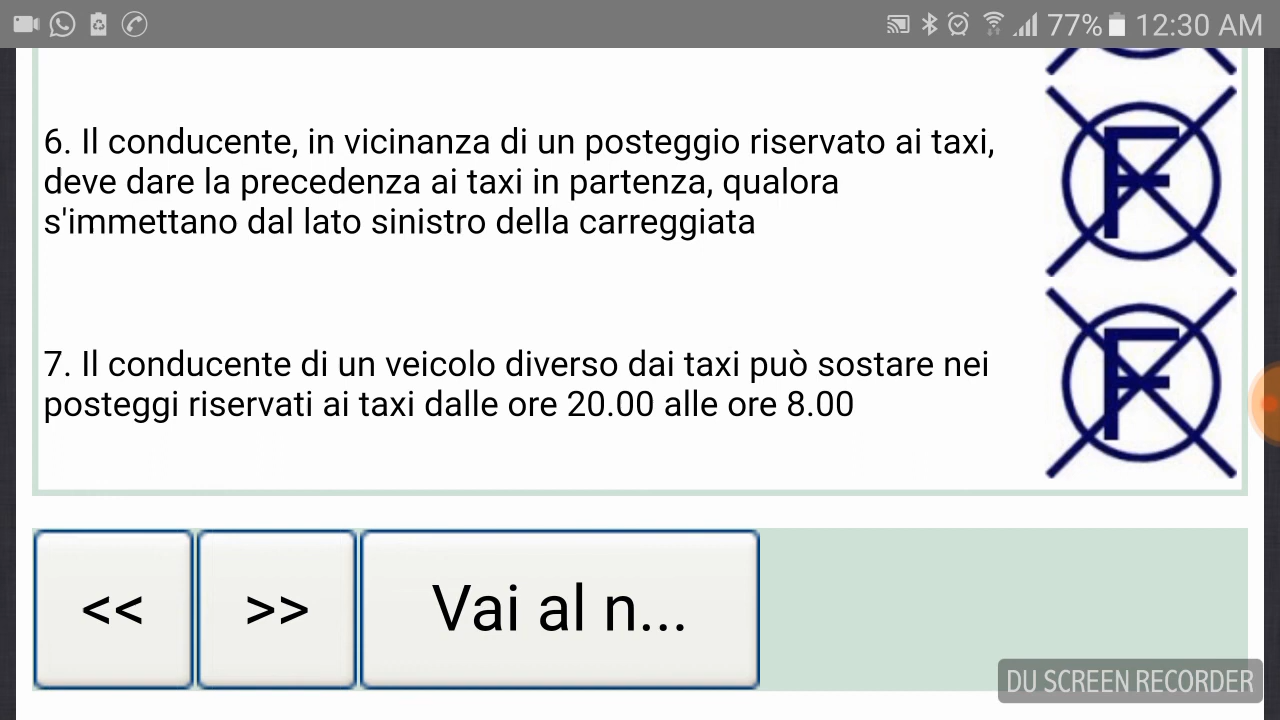 77% 12:30 AM
6. Il conducente, in vicinanza di un posteggio riservato ai taxi,
deve dare la precedenza ai taxi in partenza, qualora
s'immettano dal lato sinistro della carreggiata
F
7. Il conducente di un veicolo diverso dai taxi può sostare nei
posteggi riservati ai taxi dalle ore 20.00 alle ore 8.00
F
<< >> Vai al n...
DU SCREEN RECORDER